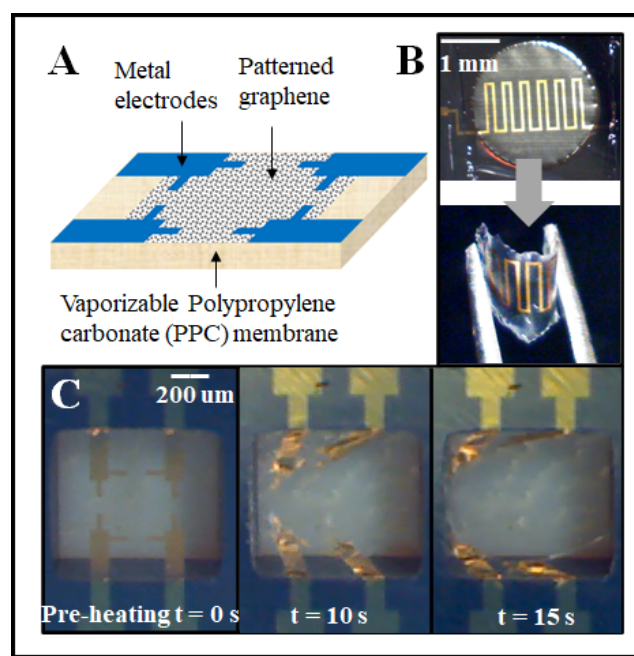 A
Metal
electrodes
Patterned
graphene
Vaporizable Polypropylene
carbonate (PPC) membrane
B
1 mm
C
200 um
Pre-heating t = 0 s
t = 10 s
t = 15 s